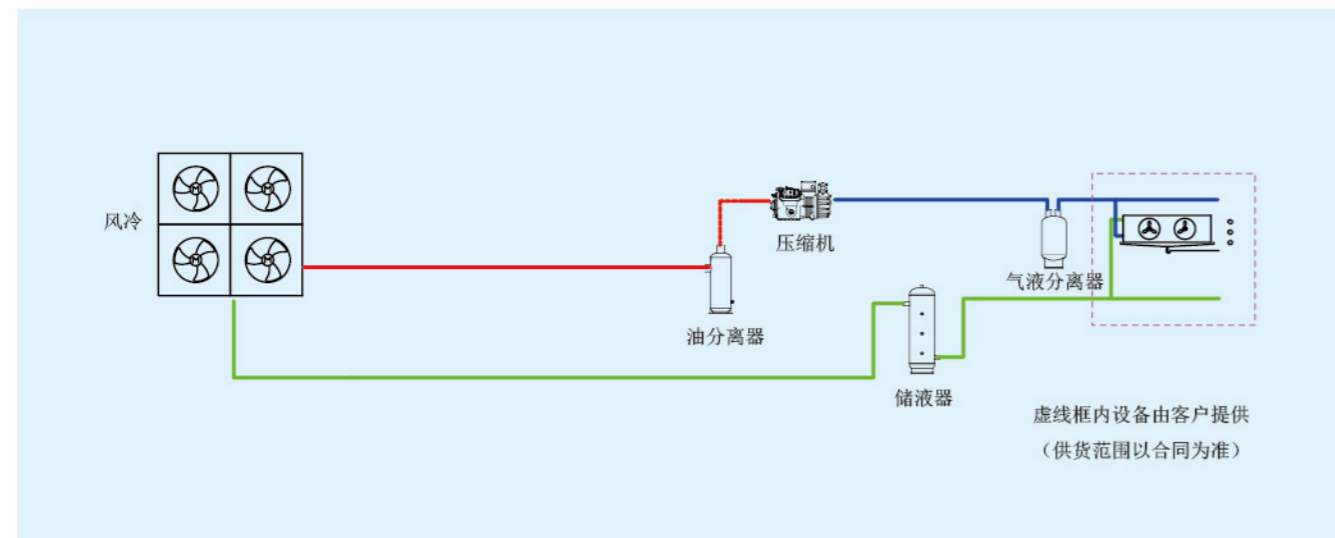 风冷
压缩机
气液分离器
油分离器
储液器
虚线框内设备由客户提供
（供货范围以合同为准）